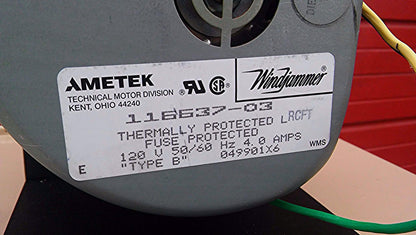 AMETEK
TECHNICAL MOTOR DIVISION
KENT, OHIO 44240
Windjammer
116637-03
THERMALLY PROTECTED LRCFT
FUSE PROTECTED
120 V 50/60 Hz 4.0 AMPS
"TYPE B" 049901X6
WMS
E